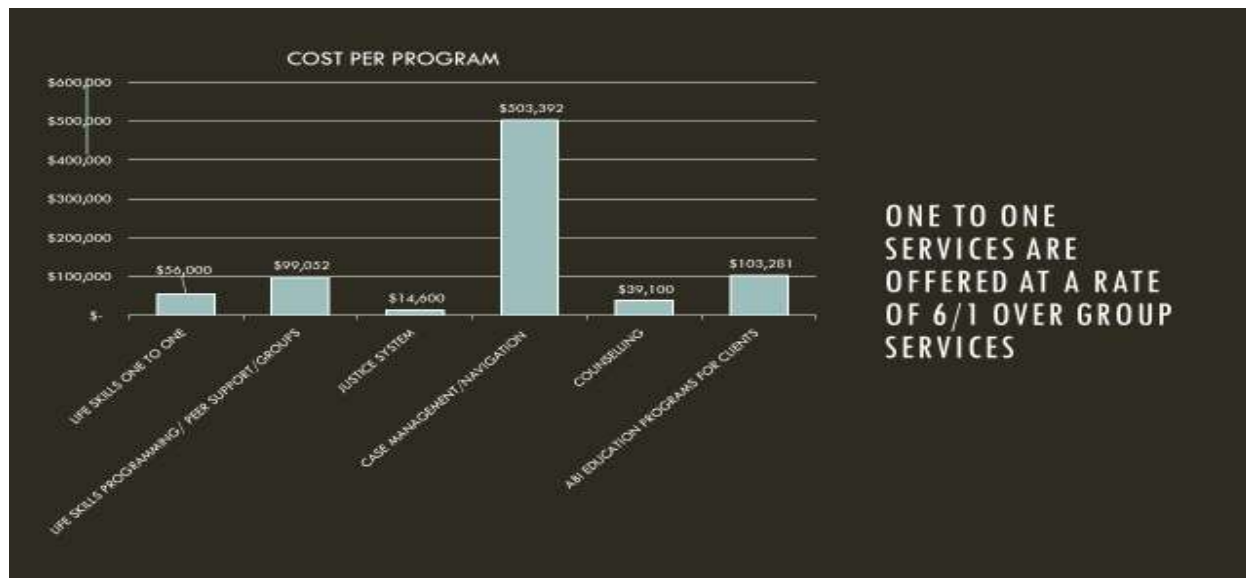 COST PER PROGRAM
$600,000
$500,000
$400,000
$300,000
$200,000
$100,000
$-
$56,000
$99,052
$14,600
$503,392
$39,100
$103,281
LIFE SKILLS ONE TO ONE
LIFE SKILLS PROGRAMMING/ PEER SUPPORT/GROUPS
JUSTICE SYSTEM
CASE MANAGEMENT/NAVIGATION
COUNSELLING
ABI EDUCATION PROGRAMS FOR CLIENTS
ONE TO ONE
SERVICES ARE
OFFERED AT A RATE
OF 6/1 OVER GROUP
SERVICES